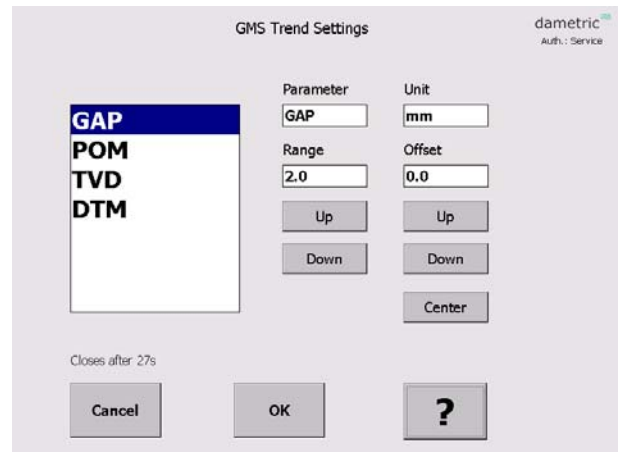 GMS Trend Settings
dametric
Auth.: Service
Parameter
Unit
GAP
mm
Range
Offset
2.0
0.0
Up
Up
Down
Down
Center
GAP
POM
TVD
DTM
Closes after 27s
Cancel
OK
?